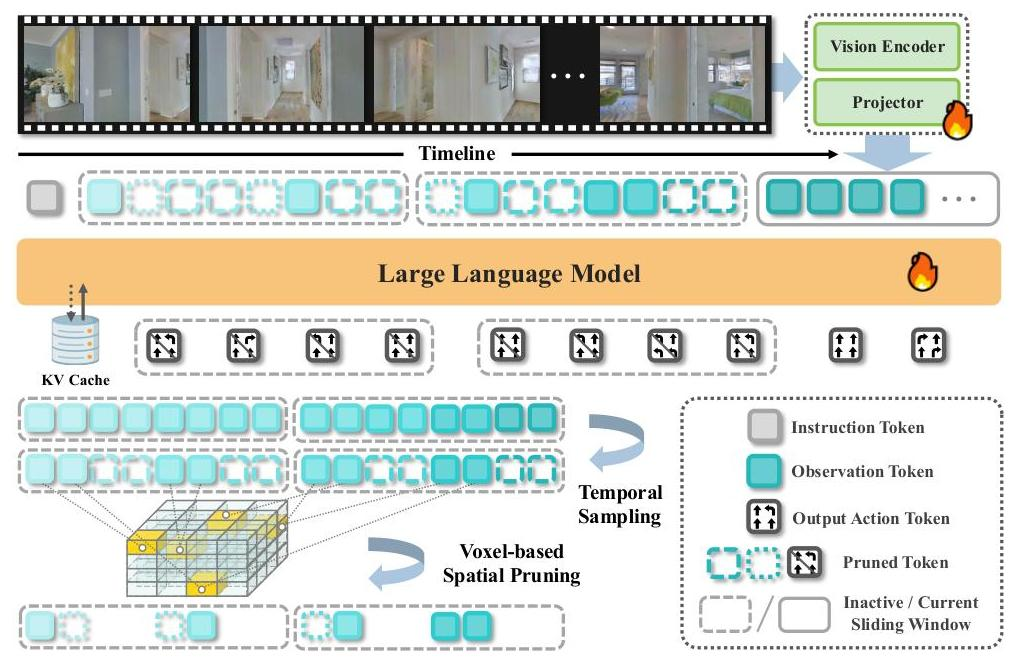 Vision Encoder
Projector
Timeline
Large Language Model
KV Cache
Temporal
Sampling
Voxel-based
Spatial Pruning
Instruction Token
Observation Token
Output Action Token
Pruned Token
Inactive / Current
Sliding Window